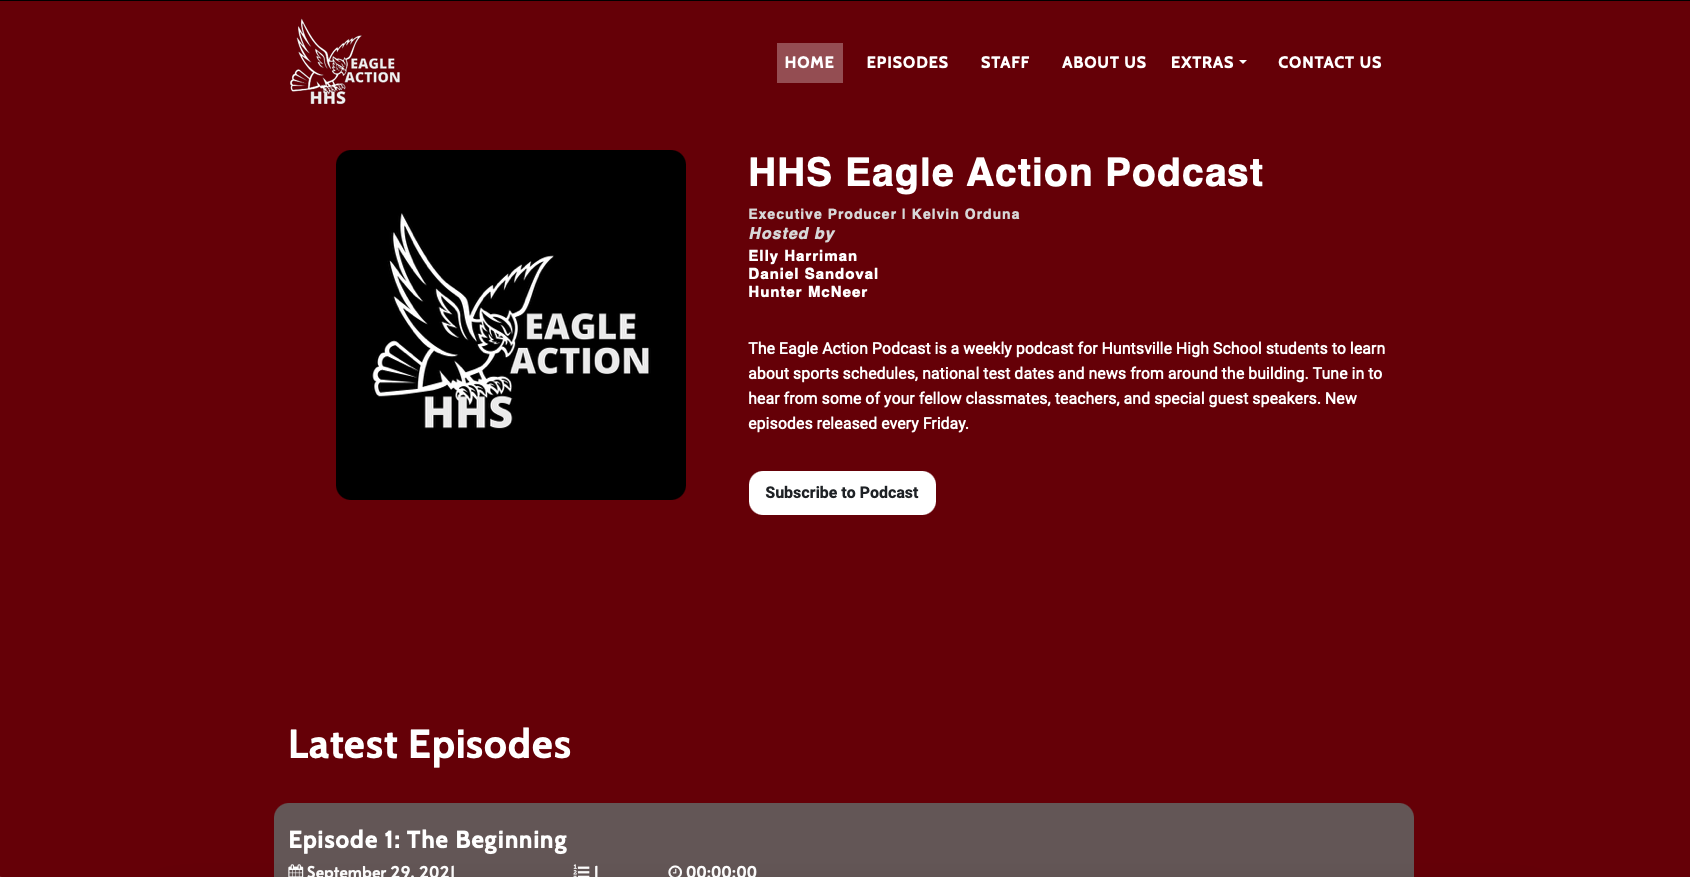 EAGLE
ACTION
HHS
HOME EPISODES STAFF ABOUT US EXTRAS CONTACT US
EAGLE
ACTION
HHS
HHS Eagle Action Podcast
Executive Producer | Kelvin Orduna
Hosted by
Elly Harriman
Daniel Sandoval
Hunter McNeer
The Eagle Action Podcast is a weekly podcast for Huntsville High School students to learn
about sports schedules, national test dates and news from around the building. Tune in to
hear from some of your fellow classmates, teachers, and special guest speakers. New
episodes released every Friday.
Subscribe to Podcast
Latest Episodes
Episode 1: The Beginning
September 29, 2021 1 00:00:00